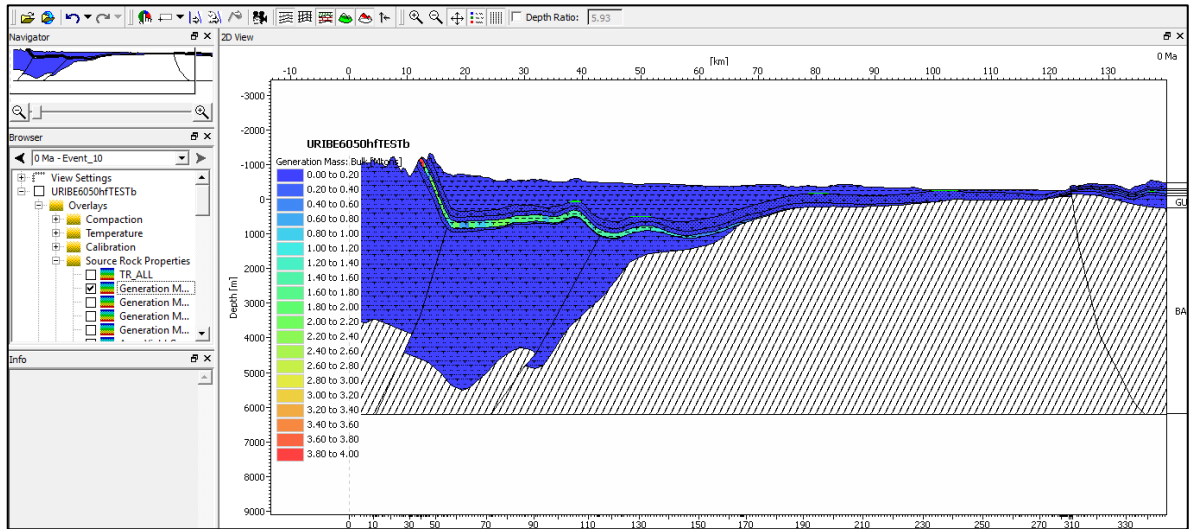 Depth Ratio: 5.93
Navigator
2D View
[km]
0 Ma
-10 0 10 20 30 40 50 60 70 80 90 100 110 120 130
-3000
-2000
-1000
0
1000
2000
3000
4000
5000
6000
7000
8000
9000
Depth [m]
URIBE6050hfTESTb
Generation Mass: Bulk [Mtons]
0.00 to 0.20
0.20 to 0.40
0.40 to 0.60
0.60 to 0.80
0.80 to 1.00
1.00 to 1.20
1.20 to 1.40
1.40 to 1.60
1.60 to 1.80
1.80 to 2.00
2.00 to 2.20
2.20 to 2.40
2.40 to 2.60
2.60 to 2.80
2.80 to 3.00
3.00 to 3.20
3.20 to 3.40
3.40 to 3.60
3.60 to 3.80
3.80 to 4.00
GU
BA
0 10 30 50 70 90 110 130 150 170 190 210 230 250 270 290 310 330
Browser
0 Ma - Event_10
View Settings
URIBE6050hfTESTb
Overlays
Compaction
Temperature
Calibration
Source Rock Properties
TR_ALL
Generation M...
Generation M...
Generation M...
Generation M...
Info